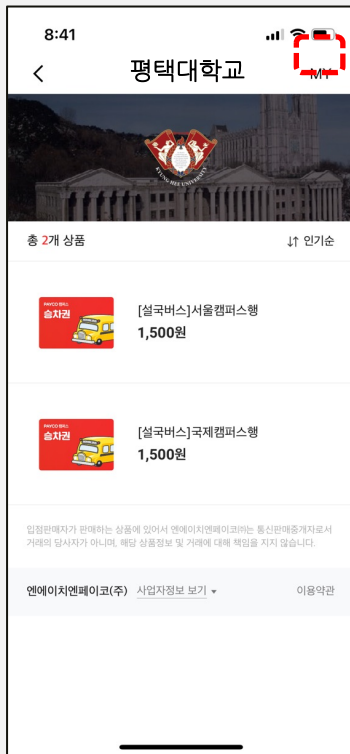 8:41
평택대학교
MY
KYUNG HEE UNIVERSITY
총 2개 상품
↓↑ 인기순
PAYCO 캠퍼스
승차권
[설국버스]서울캠퍼스행
1,500원
PAYCO 캠퍼스
승차권
[설국버스]국제캠퍼스행
1,500원
입점판매자가 판매하는 상품에 있어서 엔에이치엔페이코㈜는 통신판매중개자로서
거래의 당사자가 아니며, 해당 상품정보 및 거래에 대해 책임을 지지 않습니다.
엔에이치엔페이코(주) 사업자정보 보기 ▾ 이용약관